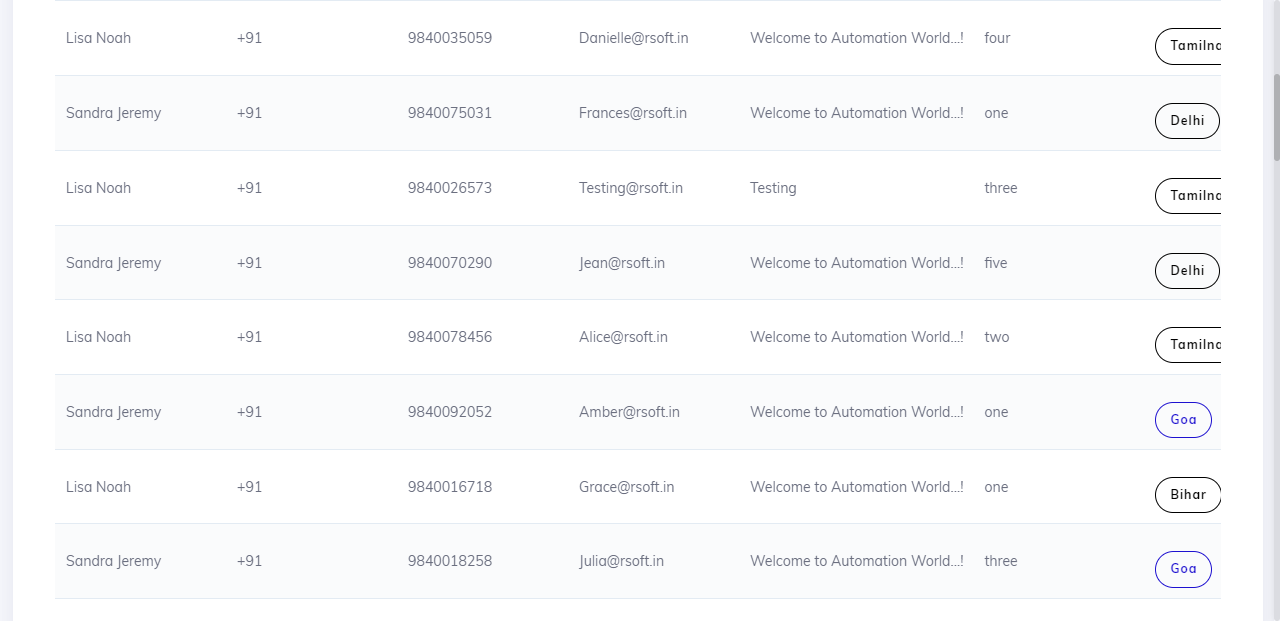 Lisa Noah +91 9840035059 Danielle@rsoft.in Welcome to Automation World...! four Tamilna
Sandra Jeremy +91 9840075031 Frances@rsoft.in Welcome to Automation World...! one Delhi
Lisa Noah +91 9840026573 Testing@rsoft.in Testing three Tamilna
Sandra Jeremy +91 9840070290 Jean@rsoft.in Welcome to Automation World...! five Delhi
Lisa Noah +91 9840078456 Alice@rsoft.in Welcome to Automation World...! two Tamilna
Sandra Jeremy +91 9840092052 Amber@rsoft.in Welcome to Automation World...! one Goa
Lisa Noah +91 9840016718 Grace@rsoft.in Welcome to Automation World...! one Bihar
Sandra Jeremy +91 9840018258 Julia@rsoft.in Welcome to Automation World...! three Goa